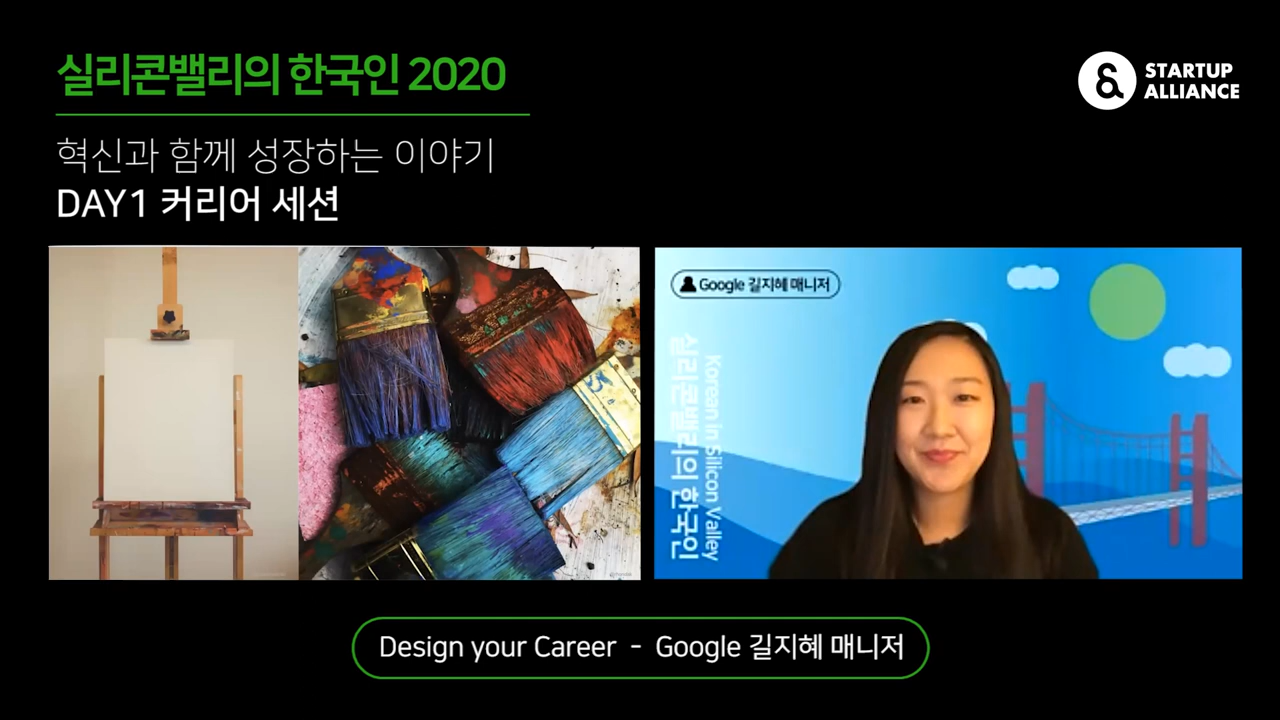 실리콘밸리의 한국인 2020
STARTUP
ALLIANCE
혁신과 함께 성장하는 이야기
DAY1 커리어 세션
Google 길지혜 매니저
Korean in Silicon Valley
실리콘밸리의 한국인
Design your Career - Google 길지혜 매니저